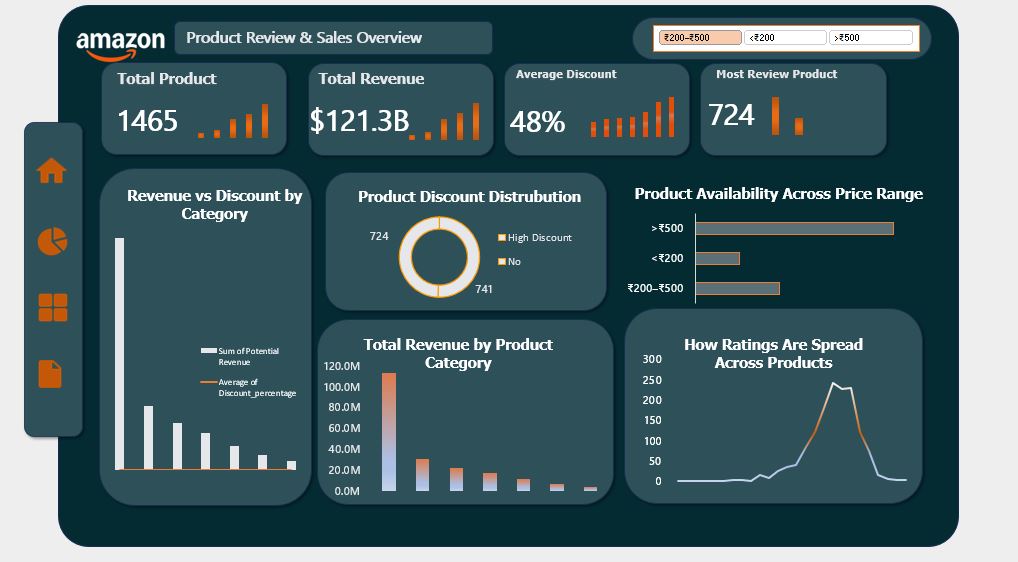 amazon
Product Review & Sales Overview
₹200–₹500
<₹200
>₹500
Total Product
1465
Total Revenue
$121.3B
Average Discount
48%
Most Review Product
724
Revenue vs Discount by
Category
Sum of Potential
Revenue
Average of
Discount_percentage
Product Discount Distrubution
724
741
High Discount
No
Product Availability Across Price Range
>₹500
<₹200
₹200–₹500
Total Revenue by Product
Category
120.0M
100.0M
80.0M
60.0M
40.0M
20.0M
0.0M
How Ratings Are Spread
Across Products
300
250
200
150
100
50
0